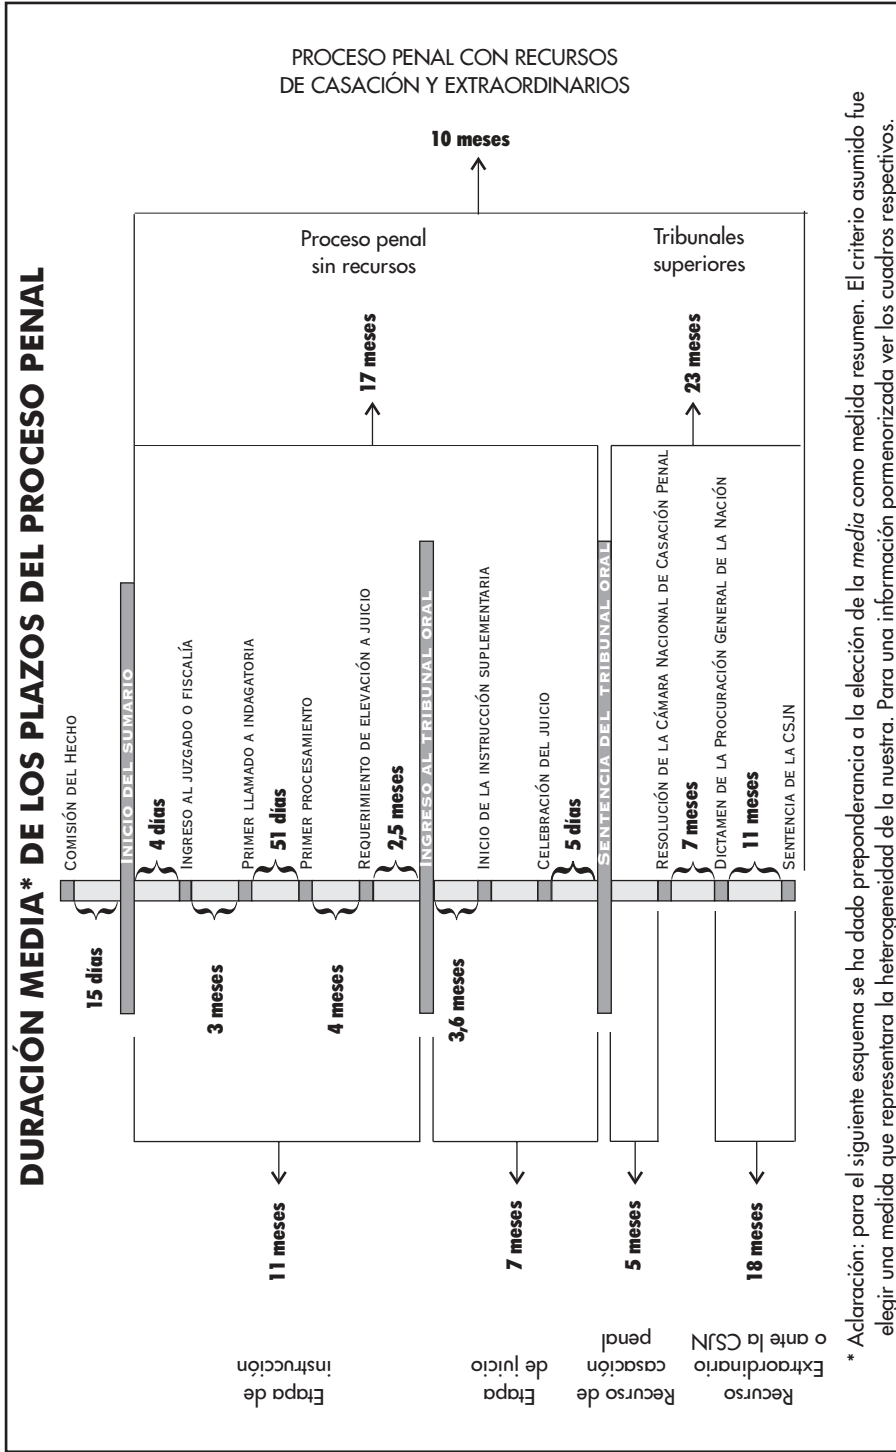 DURACIÓN MEDIA* DE LOS PLAZOS DEL PROCESO PENAL
COMISIÓN DEL HECHO
15 días
INICIO DEL SUMARIO
4 días
INGRESO AL JUZGADO O FISCALÍA
3 meses
PRIMER LLAMADO A INDAGATORIA
51 días
PRIMER PROCESAMIENTO
4 meses
REQUERIMIENTO DE ELEVACIÓN A JUICIO
2,5 meses
INGRESO AL TRIBUNAL ORAL
3,6 meses
INICIO DE LA INSTRUCCIÓN SUPLEMENTARIA
CELEBRACIÓN DEL JUICIO
5 días
SENTENCIA DEL TRIBUNAL ORAL
RESOLUCIÓN DE LA CÁMARA NACIONAL DE CASACIÓN PENAL
7 meses
DICTAMEN DE LA PROCURACIÓN GENERAL DE LA NACIÓN
11 meses
SENTENCIA DE LA CSJN
Etapa de
instrucción
11 meses
Etapa
de juicio
7 meses
Recurso de
casación
penal
5 meses
Recurso
Extraordinario
o ante la CSJN
18 meses
17 meses
Proceso penal
sin recursos
23 meses
Tribunales
superiores
10 meses
PROCESO PENAL CON RECURSOS
DE CASACIÓN Y EXTRAORDINARIOS
* Aclaración: para el siguiente esquema se ha dado preponderancia a la elección de la media como medida resumen. El criterio asumido fue
elegir una medida que representara la heterogeneidad de la nuestra. Para una información pormenorizada ver los cuadros respectivos.